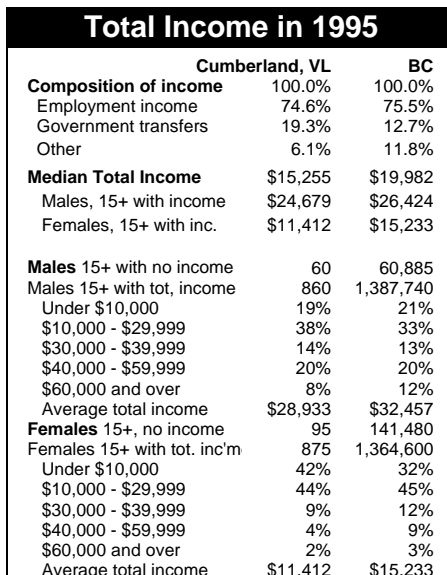 Total Income in 1995
Cumberland, VL BC
Composition of income 100.0% 100.0%
Employment income 74.6% 75.5%
Government transfers 19.3% 12.7%
Other 6.1% 11.8%
Median Total Income $15,255 $19,982
Males, 15+ with income $24,679 $26,424
Females, 15+ with inc. $11,412 $15,233
Males 15+ with no income 60 60,885
Males 15+ with tot, income 860 1,387,740
Under $10,000 19% 21%
$10,000 - $29,999 38% 33%
$30,000 - $39,999 14% 13%
$40,000 - $59,999 20% 20%
$60,000 and over 8% 12%
Average total income $28,933 $32,457
Females 15+, no income 95 141,480
Females 15+ with tot. inc'm 875 1,364,600
Under $10,000 42% 32%
$10,000 - $29,999 44% 45%
$30,000 - $39,999 9% 12%
$40,000 - $59,999 4% 9%
$60,000 and over 2% 3%
Average total income $11,412 $15,233